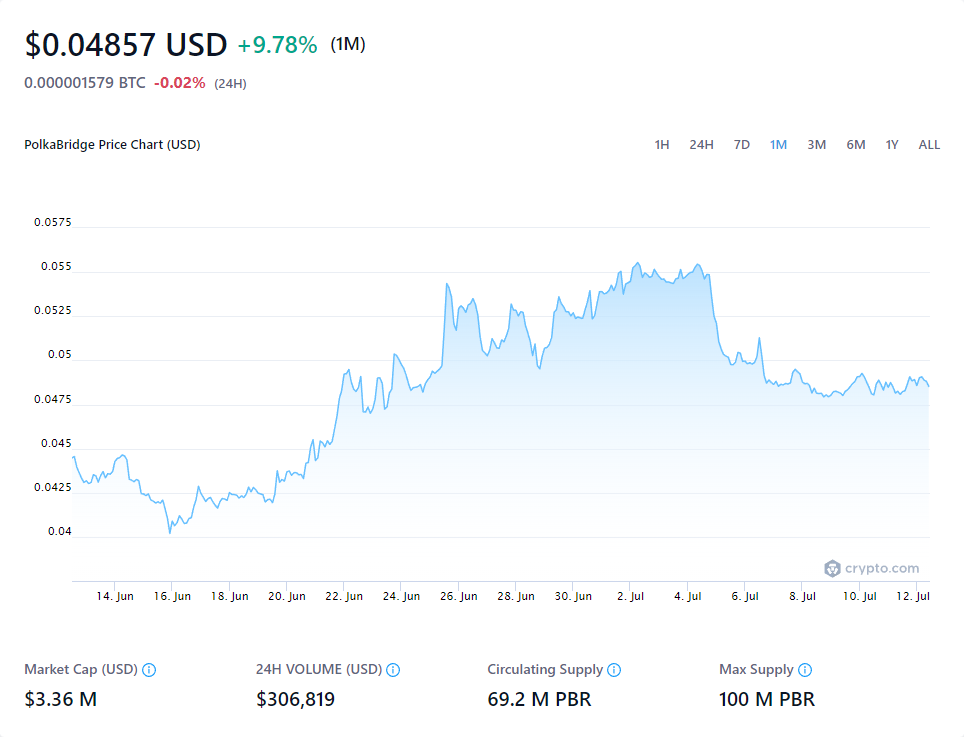 $0.04857 USD +9.78% (1M)
0.000001579 BTC -0.02% (24H)
PolkaBridge Price Chart (USD) 1H 24H 7D 1M 3M 6M 1Y ALL
0.0575
0.055
0.0525
0.05
0.0475
0.045
0.0425
0.04
crypto.com
14. Jun 16. Jun 18. Jun 20. Jun 22. Jun 24. Jun 26. Jun 28. Jun 30. Jun 2. Jul 4. Jul 6. Jul 8. Jul 10. Jul 12. Jul
Market Cap (USD) 24H VOLUME (USD) Circulating Supply Max Supply
$3.36 M $306,819 69.2 M PBR 100 M PBR